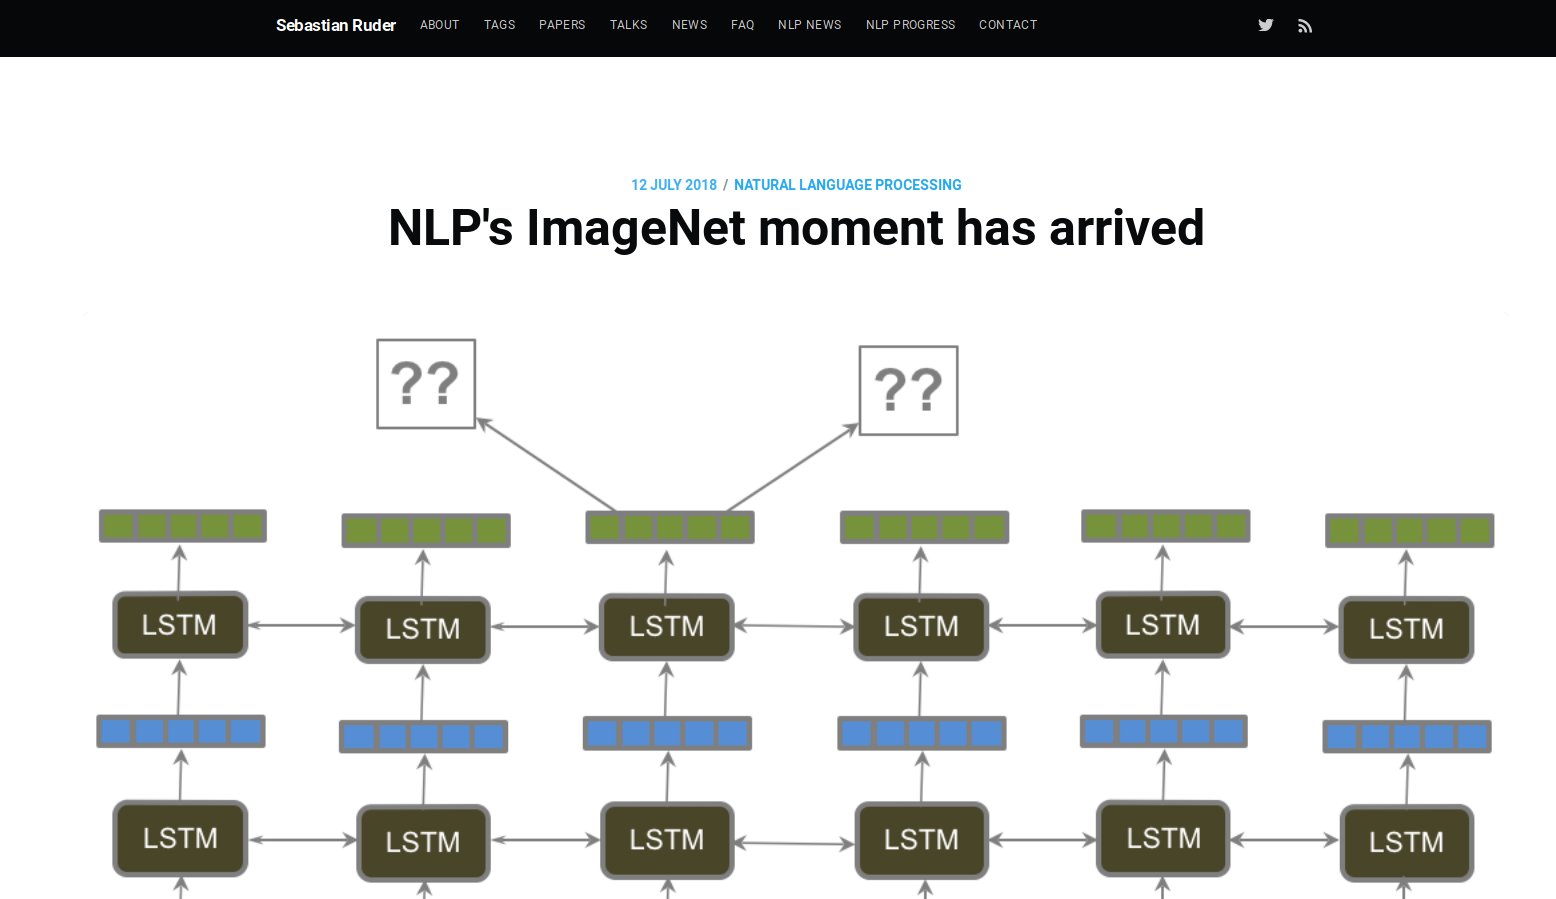 Sebastian Ruder ABOUT TAGS PAPERS TALKS NEWS FAQ NLP NEWS NLP PROGRESS CONTACT
12 JULY 2018 / NATURAL LANGUAGE PROCESSING
NLP's ImageNet moment has arrived
?? ??
LSTM LSTM LSTM LSTM LSTM LSTM
LSTM LSTM LSTM LSTM LSTM LSTM